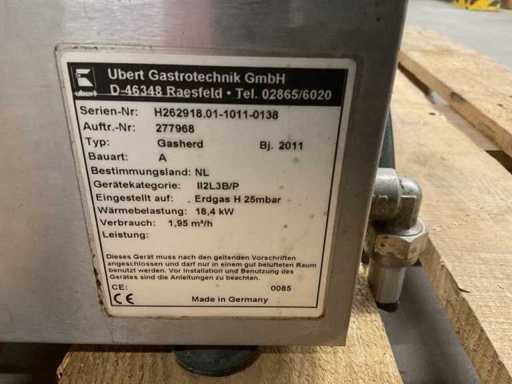 Ubert Gastrotechnik GmbH
ubert D-46348 Raesfeld • Tel. 02865/6020
Serien-Nr: H262918.01-1011-0138
Auftr.-Nr: 277968
Typ: Gasherd Bj. 2011
Bauart: A
Bestimmungsland: NL
Gerätekategorie: II2L3B/P
Eingestellt auf: Erdgas H 25mbar
Wärmebelastung: 18,4 kW
Verbrauch: 1,95 m³/h
Leistung:
Dieses Gerät muss nach den geltenden Vorschriften
angeschlossen und darf nur in einem gut belüfteten Raum
benutzt werden. Vor Installation und Benutzung des
Gerätes sind die Anleitungen zu beachten.
CE: 0085
CE Made in Germany